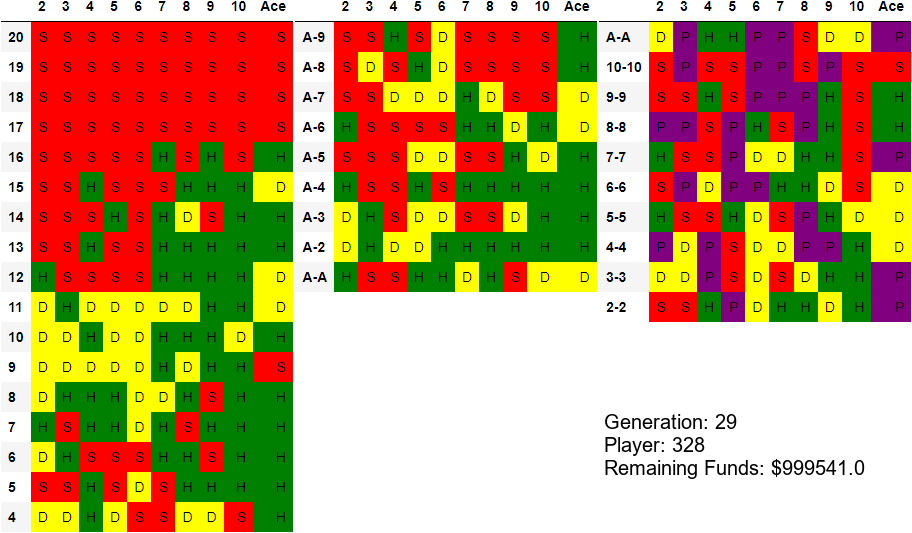 2 3 4 5 6 7 8 9 10 Ace
20 S S S S S S S S S S
19 S S S S S S S S S S
18 S S S S S S S S S S
17 S S S S S S S S S S
16 S S S S S H S H S H
15 S S H S S S H H H D
14 S S S H S H D S H H
13 S S H S S H H H H H
12 H S S S S H H H H D
11 D H D D D D D H H D
10 D D H D D H H H D H
9 D D D D D H D H H S
8 D H H H D D H S H H
7 H S H H D H S H H H
6 D H S S S H H S H H
5 S S H S D S H H H H
4 D D H D S S D D S H
2 3 4 5 6 7 8 9 10 Ace
A-9 S S H S D S S S S H
A-8 S D S H D S S S S H
A-7 S S D D D H D S S D
A-6 H S S S S H H D H D
A-5 S S S D D S S H D H
A-4 H S S H S H H H H H
A-3 D H S D D S S D H H
A-2 D H D D H H H H H H
A-A H S S H H D H S D D
2 3 4 5 6 7 8 9 10 Ace
A-A D P H H P P S D D P
10-10 S P S S P P S P S S
9-9 S S H S P P P H S H
8-8 P P S P H S P H S H
7-7 H S S P D D H H S P
6-6 S P D P P H H D S D
5-5 H S S H D S P H D D
4-4 P D P S D D P P H D
3-3 D D P S D S D H H P
2-2 S S H P D H H D H P
Generation: 29
Player: 328
Remaining Funds: $999541.0